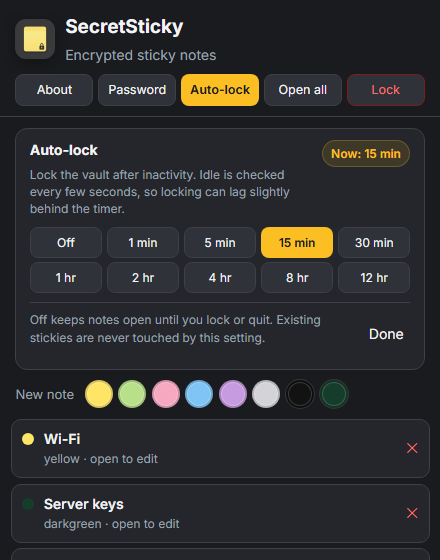 SecretSticky
Encrypted sticky notes
About Password Auto-lock Open all Lock
Auto-lock
Now: 15 min
Lock the vault after inactivity. Idle is checked
every few seconds, so locking can lag slightly
behind the timer.
Off 1 min 5 min 15 min 30 min
1 hr 2 hr 4 hr 8 hr 12 hr
Off keeps notes open until you lock or quit. Existing
stickies are never touched by this setting.
Done
New note
Wi-Fi
yellow · open to edit
Server keys
darkgreen · open to edit